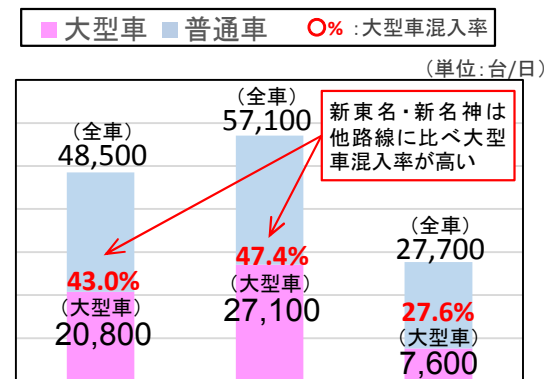 大型車 普通車 〇% :大型車混入率
(単位:台/日)
(全車)
48,500
(全車)
57,100
新東名・新名神は
他路線に比べ大型
車混入率が高い
(全車)
27,700
43.0%
(大型車)
20,800
47.4%
(大型車)
27,100
27.6%
(大型車)
7,600